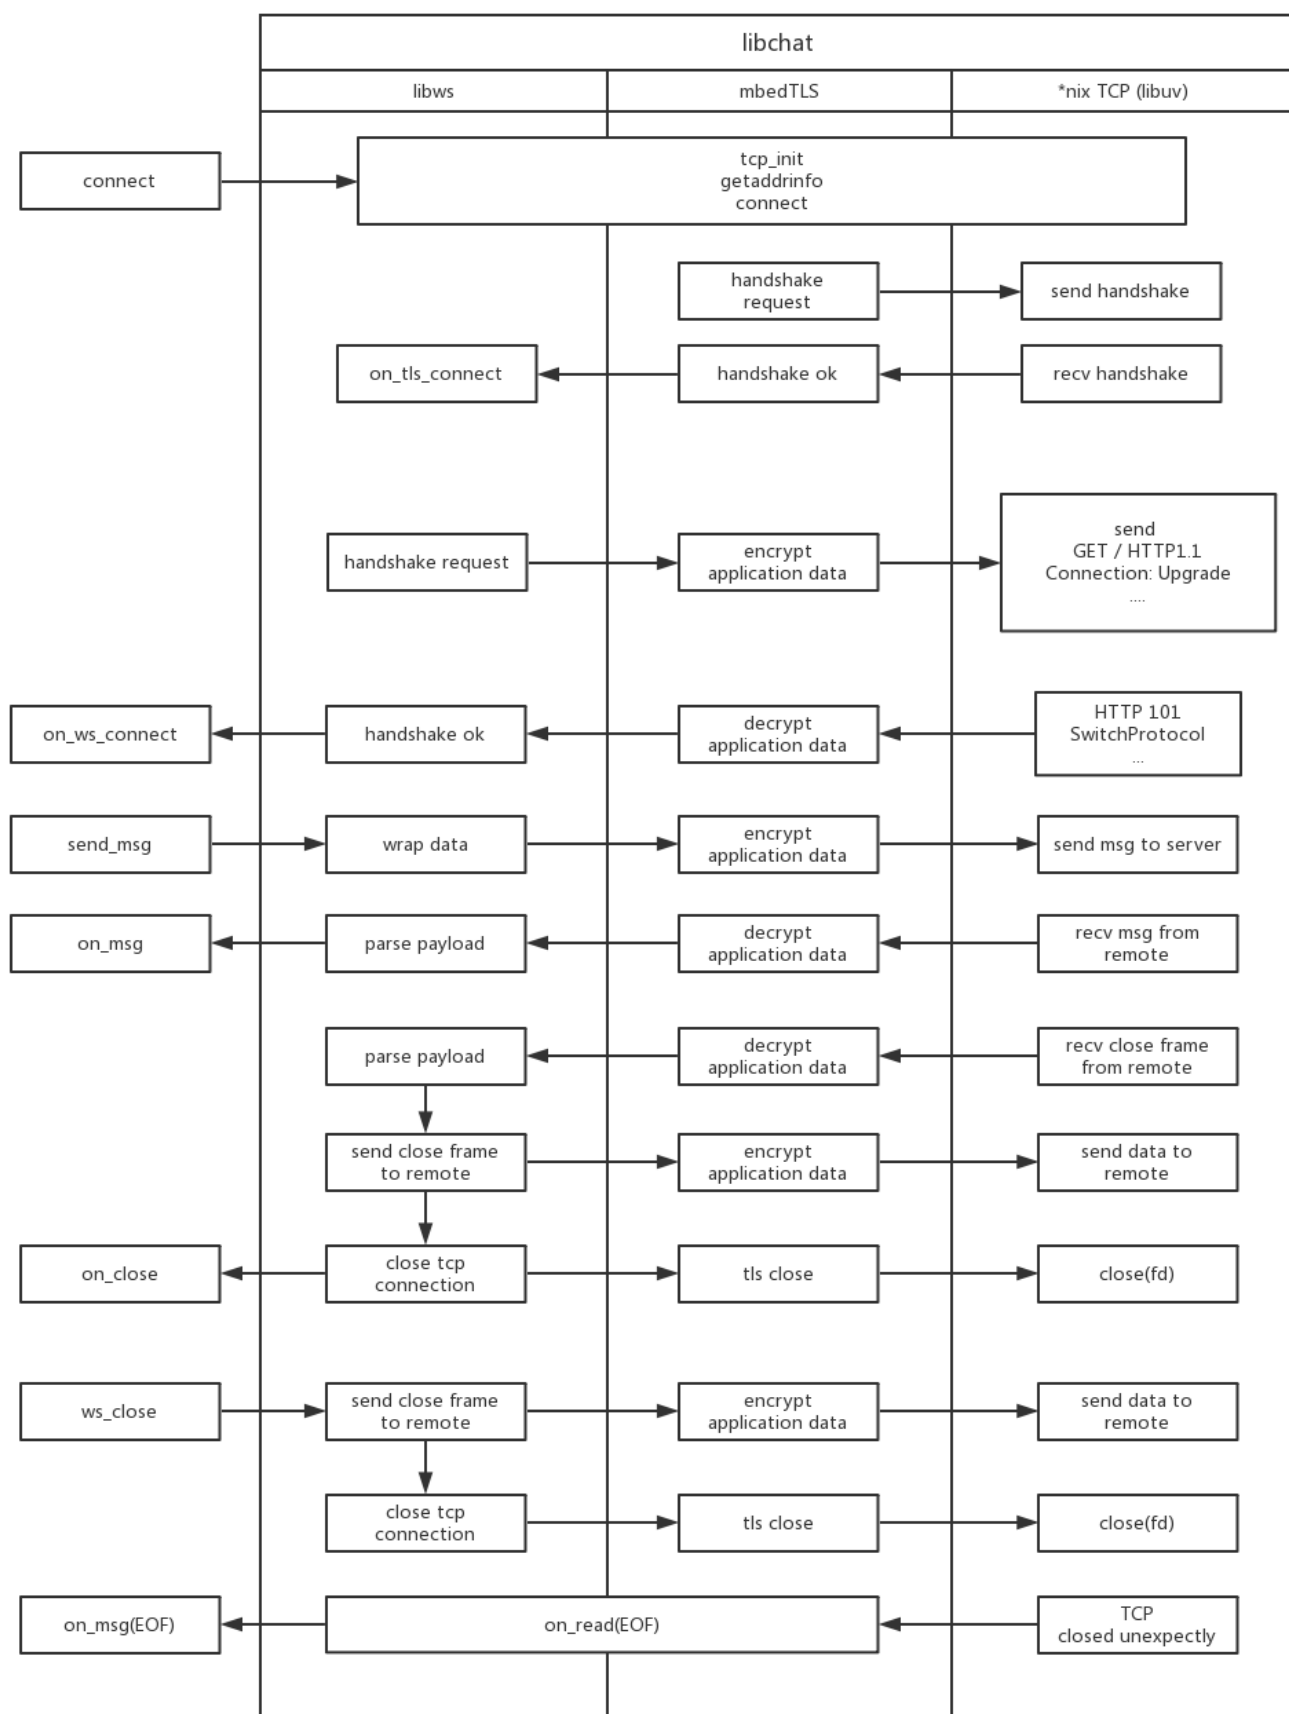 libchat
libws
mbedTLS
*nix TCP (libuv)
connect
tcp_init
getaddrinfo
connect
handshake
request
send handshake
on_tls_connect
handshake ok
recv handshake
handshake request
encrypt
application data
send
GET / HTTP1.1
Connection: Upgrade
....
on_ws_connect
handshake ok
decrypt
application data
HTTP 101
SwitchProtocol
...
send_msg
wrap data
encrypt
application data
send msg to server
on_msg
parse payload
decrypt
application data
recv msg from
remote
parse payload
decrypt
application data
recv close frame
from remote
send close frame
to remote
encrypt
application data
send data to
remote
on_close
close tcp
connection
tls close
close(fd)
ws_close
send close frame
to remote
encrypt
application data
send data to
remote
close tcp
connection
tls close
close(fd)
on_msg(EOF)
on_read(EOF)
TCP
closed unexpectly